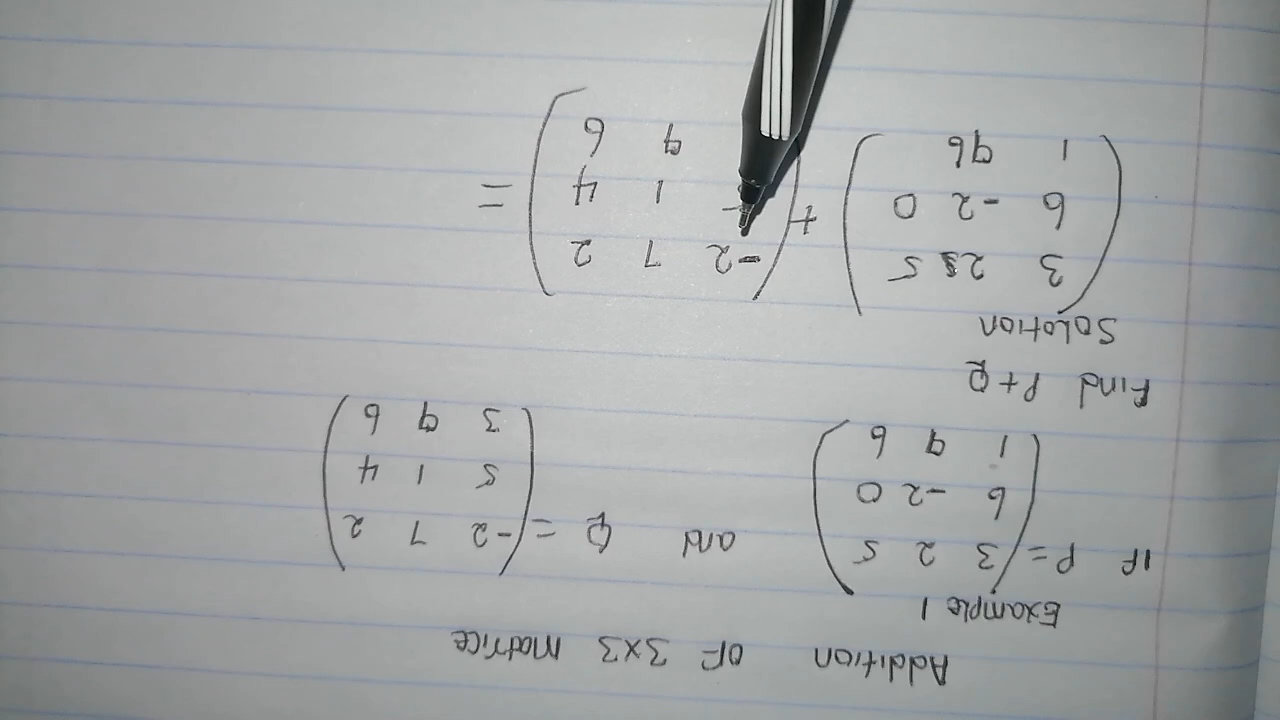 Addition of 3x3 matrice
Example 1
If P = ( 3 2 5 and Q = ( -2 7 2
6 -2 0 5 1 4
1 9 6 ) 3 9 6 )
Find P+Q
Solotion
( 3 2 5 ) + ( -2 7 2 ) =
6 -2 0 1 4
1 9 6 9 6